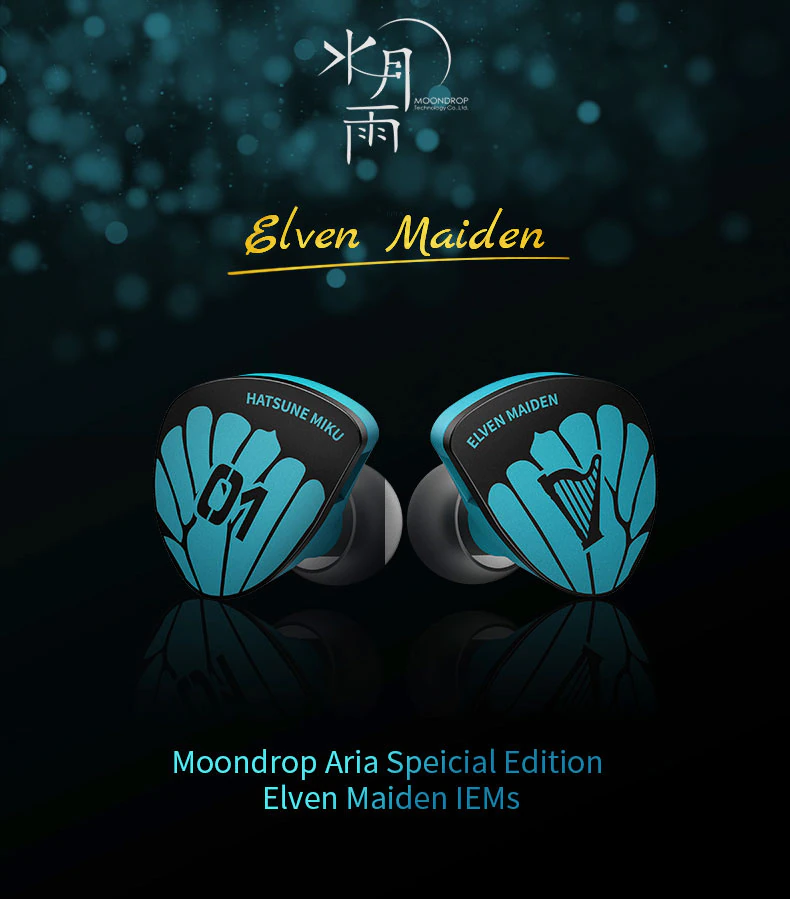 水月
雨
MOONDROP
Technology Co.,Ltd.
Elven Maiden
HATSUNE MIKU
ELVEN MAIDEN
01
Moondrop Aria Speicial Edition
Elven Maiden IEMs